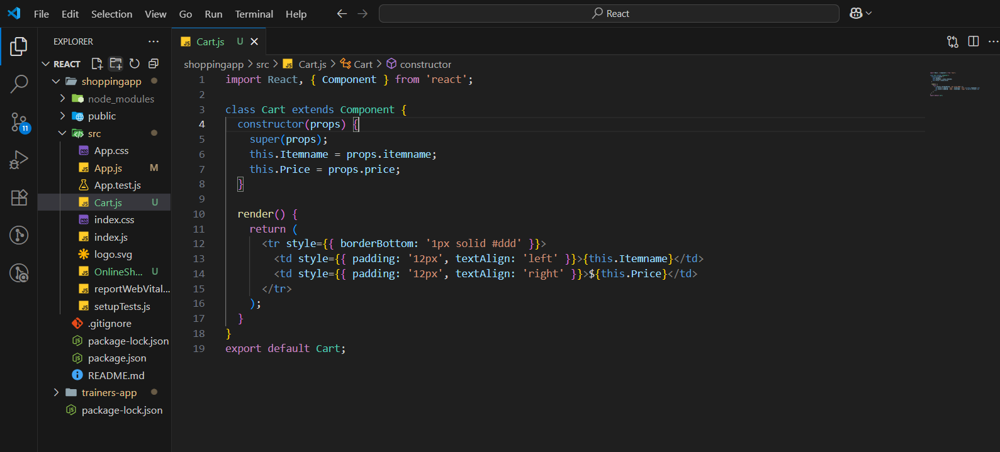 File Edit Selection View Go Run Terminal Help
React
EXPLORER
REACT
shoppingapp
node_modules
public
src
App.css
App.js M
App.test.js
Cart.js U
index.css
index.js
logo.svg
OnlineSh... U
reportWebVital...
setupTests.js
.gitignore
package-lock.json
package.json
README.md
trainers-app
package-lock.json
11
Cart.js U
shoppingapp > src > Cart.js > Cart > constructor
1 import React, { Component } from 'react';
2
3 class Cart extends Component {
4 constructor(props) {
5 super(props);
6 this.Itemname = props.itemname;
7 this.Price = props.price;
8 }
9
10 render() {
11 return (
12 <tr style={{ borderBottom: '1px solid #ddd' }}>
13 <td style={{ padding: '12px', textAlign: 'left' }}>{this.Itemname}</td>
14 <td style={{ padding: '12px', textAlign: 'right' }}>${this.Price}</td>
15 </tr>
16 );
17 }
18 }
19 export default Cart;